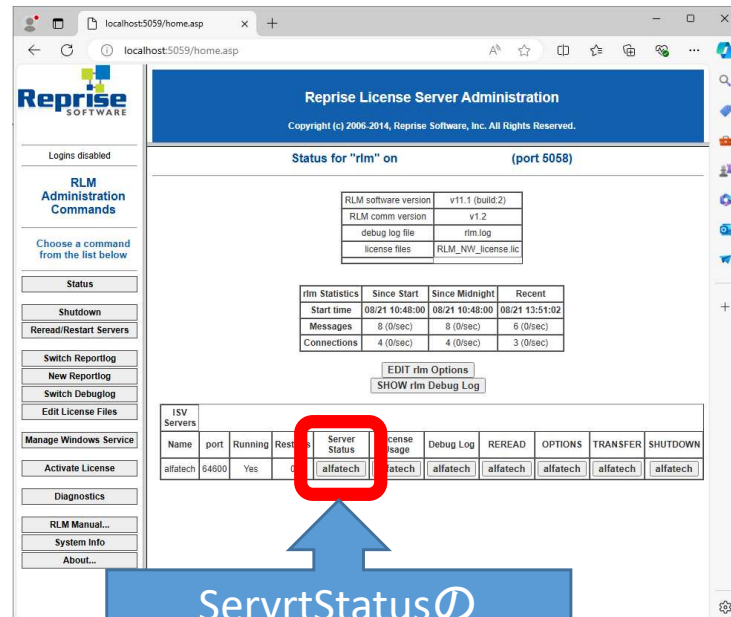 localhost:5059/home.asp
localhost:5059/home.asp
Reprise
SOFTWARE
Logins disabled
RLM
Administration
Commands
Choose a command
from the list below
Status
Shutdown
Reread/Restart Servers
Switch Reportlog
New Reportlog
Switch Debuglog
Edit License Files
Manage Windows Service
Activate License
Diagnostics
RLM Manual...
System Info
About...
Reprise License Server Administration
Copyright (c) 2006-2014, Reprise Software, Inc. All Rights Reserved.
Status for "rlm" on (port 5058)
RLM software version v11.1 (build:2)
RLM comm version v1.2
debug log file rlm.log
license files RLM_NW_license.lic
rlm Statistics Since Start Since Midnight Recent
Start time 08/21 10:48:00 08/21 10:48:00 08/21 13:51:02
Messages 8 (0/sec) 8 (0/sec) 6 (0/sec)
Connections 4 (0/sec) 4 (0/sec) 3 (0/sec)
EDIT rlm Options
SHOW rlm Debug Log
ISV
Servers
Name port Running Server Status Debug Log REREAD OPTIONS TRANSFER SHUTDOWN
alfatech 64600 Yes alfatech alfatech alfatech alfatech alfatech alfatech
ServrtStatusの